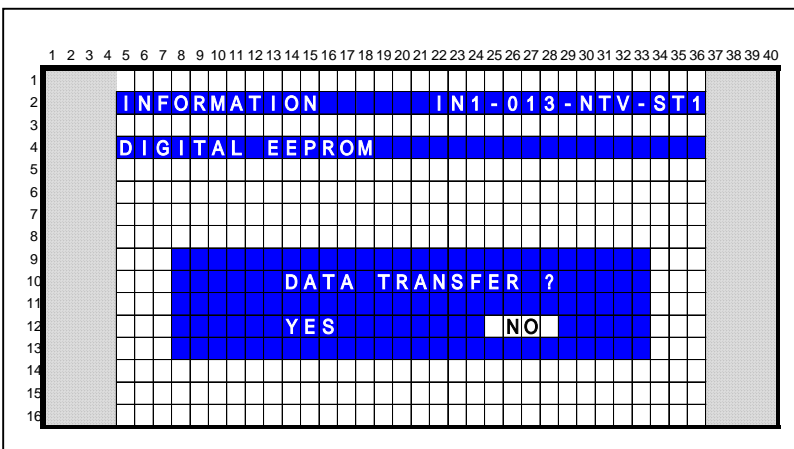 1 2 3 4 5 6 7 8 9 10 11 12 13 14 15 16 17 18 19 20 21 22 23 24 25 26 27 28 29 30 31 32 33 34 35 36 37 38 39 40
1
2 INFORMATION IN1-013-NTV-ST1
3
4 DIGITAL EEPROM
5
6
7
8
9
10 DATA TRANSFER ?
11
12 YES NO
13
14
15
16